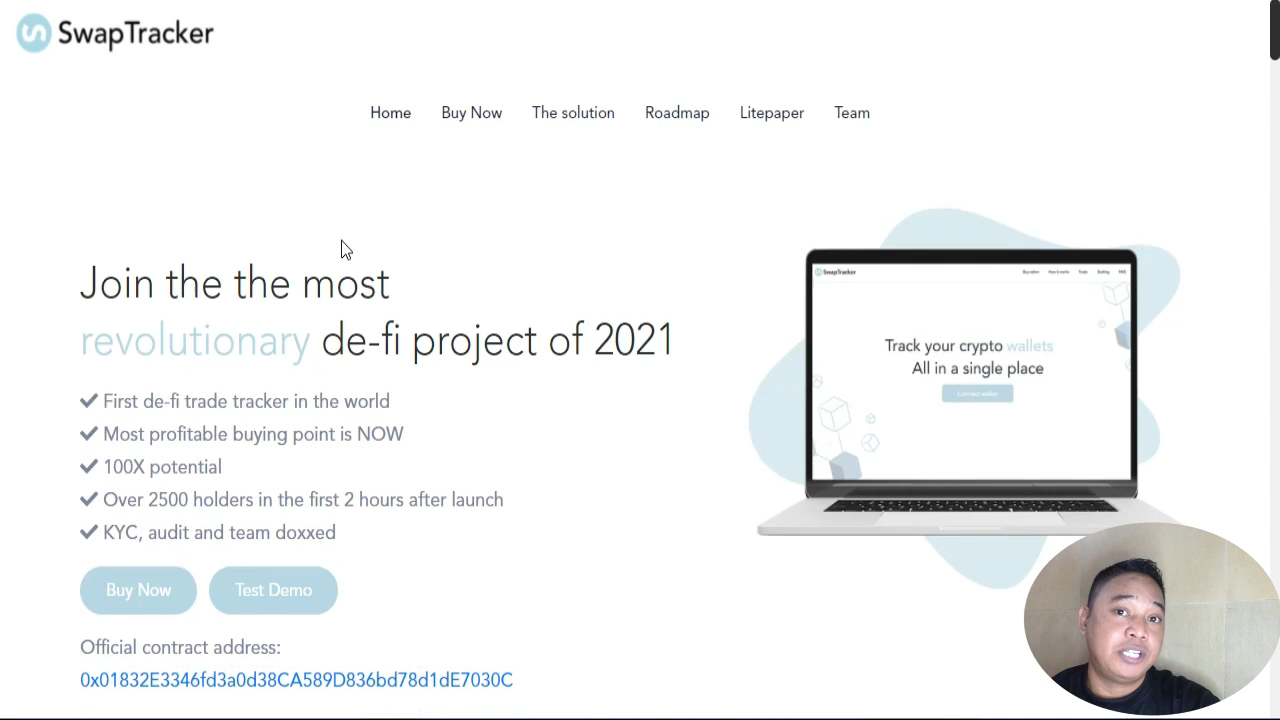 SwapTracker
Home Buy Now The solution Roadmap Litepaper Team
Join the the most
revolutionary de-fi project of 2021
First de-fi trade tracker in the world
Most profitable buying point is NOW
100X potential
Over 2500 holders in the first 2 hours after launch
KYC, audit and team doxxed
Buy Now Test Demo
Official contract address:
0x01832E3346fd3a0d38CA589D836bd78d1dE7030C
SwapTracker
Track your crypto wallets
All in a single place
Connect wallet